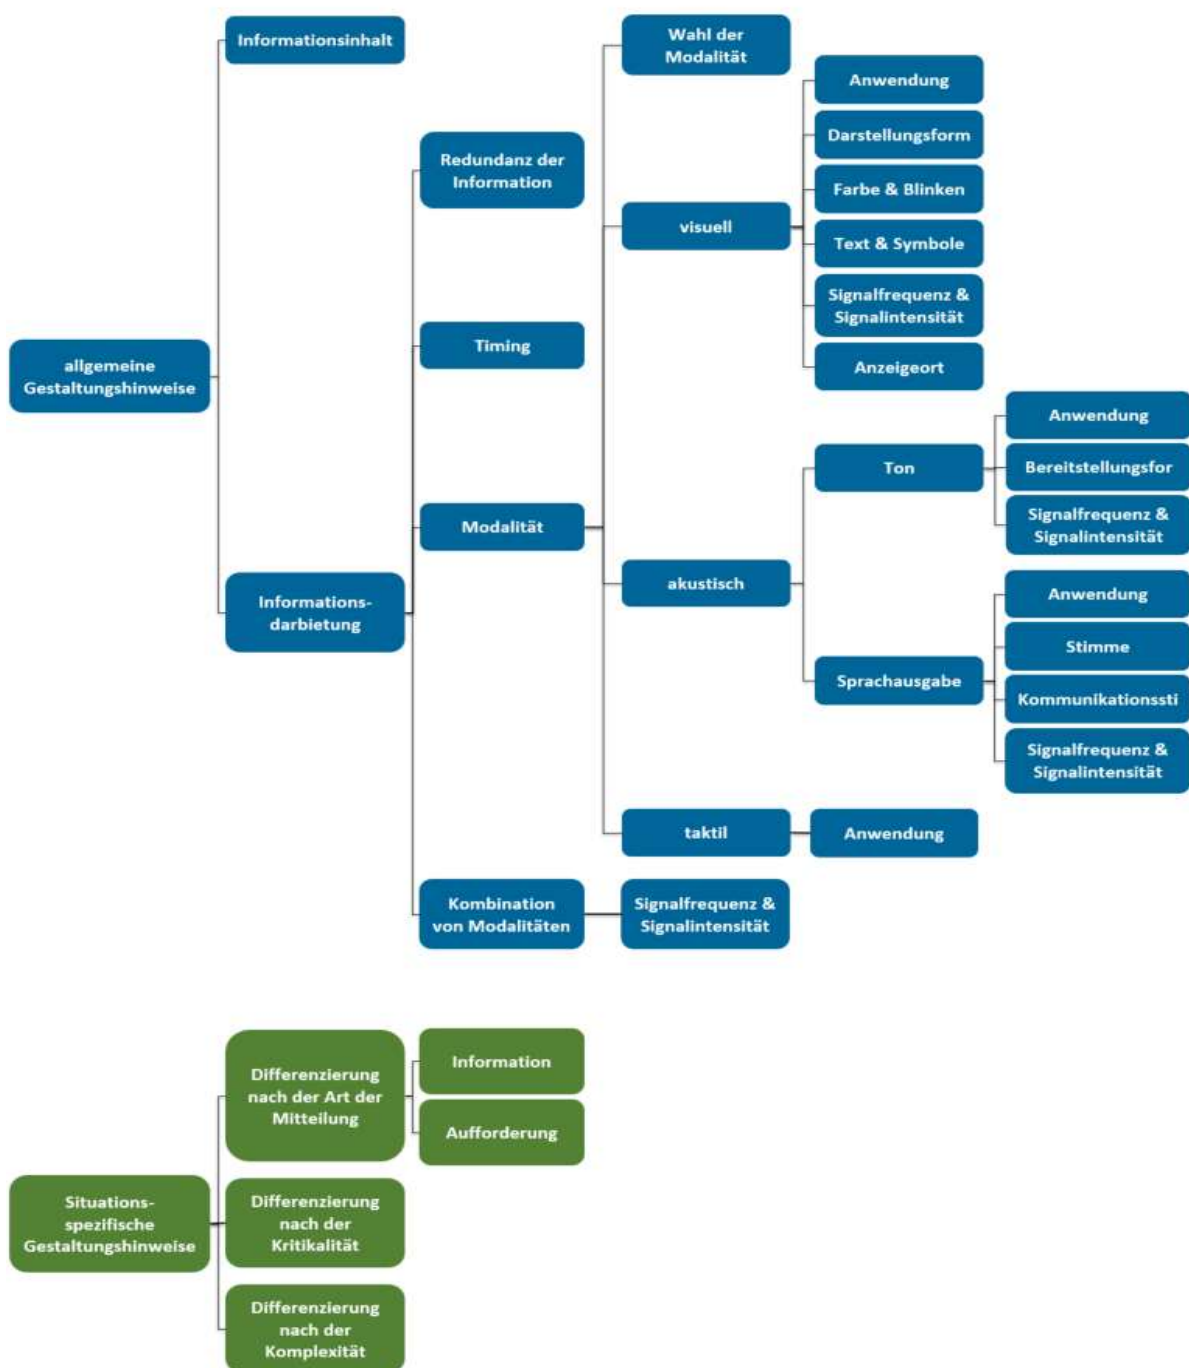 Informationsinhalt
Wahl der
Modalität
Anwendung
Darstellungsform
Redundanz der
Information
Farbe & Blinken
visuell
Text & Symbole
Signalfrequenz &
Signalintensität
Timing
Anzeigeort
allgemeine
Gestaltungshinweise
Anwendung
Ton
Bereitstellungsfor
Signalfrequenz &
Signalintensität
Modalität
akustisch
Informations-
darbietung
Anwendung
Stimme
Sprachausgabe
Kommunikationssti
Signalfrequenz &
Signalintensität
taktil
Anwendung
Kombination
von Modalitäten
Signalfrequenz &
Signalintensität
Differenzierung
nach der Art der
Mitteilung
Information
Aufforderung
Situations-
spezifische
Gestaltungshinweise
Differenzierung
nach der
Kritikalität
Differenzierung
nach der
Komplexität